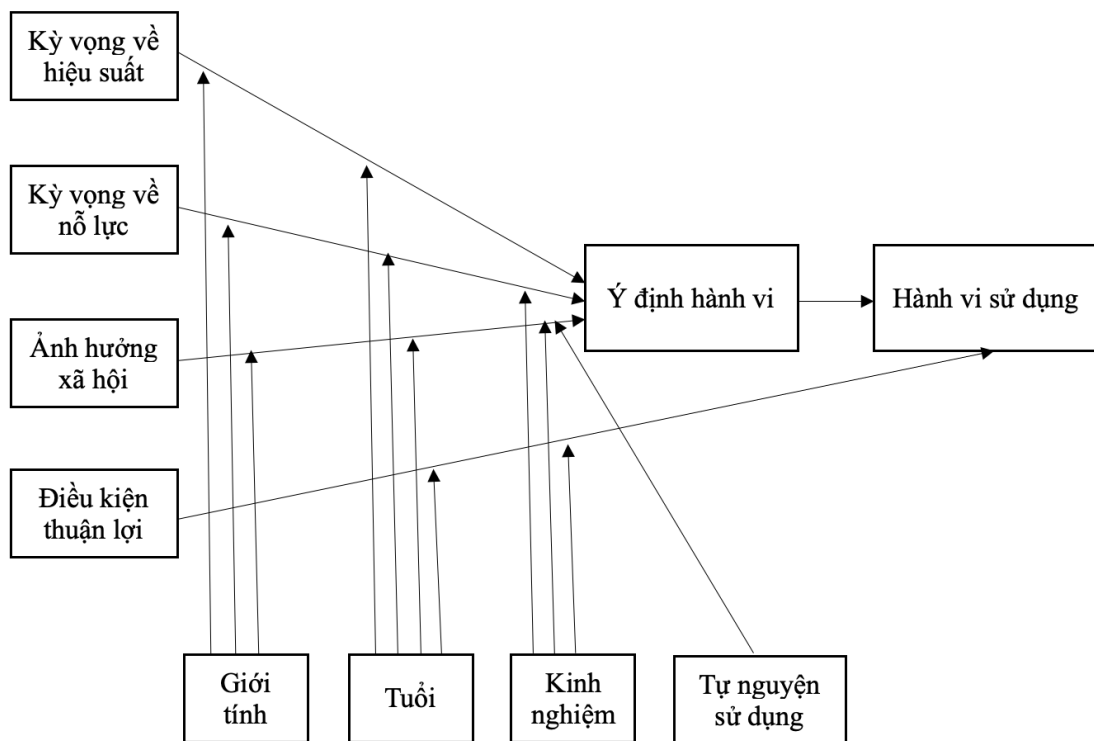 Kỳ vọng về
hiệu suất
Kỳ vọng về
nỗ lực
Ý định hành vi
Hành vi sử dụng
Ảnh hưởng
xã hội
Điều kiện
thuận lợi
Giới
tính
Tuổi
Kinh
nghiệm
Tự nguyện
sử dụng